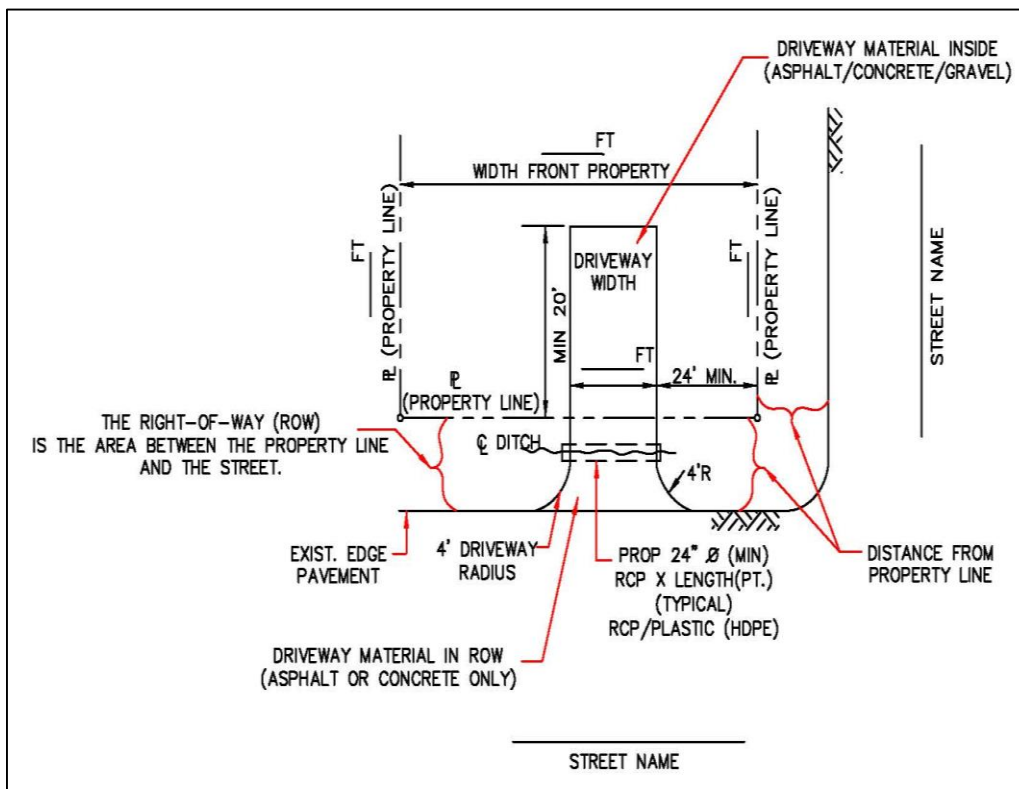 DRIVEWAY MATERIAL INSIDE
(ASPHALT/CONCRETE/GRAVEL)
FT
WIDTH FRONT PROPERTY
FT
℄ (PROPERTY LINE)
DRIVEWAY
WIDTH
MIN 20'
FT
24' MIN.
FT
℄ (PROPERTY LINE)
STREET NAME
℄
(PROPERTY LINE)
THE RIGHT-OF-WAY (ROW)
IS THE AREA BETWEEN THE PROPERTY LINE
AND THE STREET.
℄ DITCH
4'R
EXIST. EDGE
PAVEMENT
4' DRIVEWAY
RADIUS
PROP 24" Ø (MIN)
RCP X LENGTH(PT.)
(TYPICAL)
RCP/PLASTIC (HDPE)
DISTANCE FROM
PROPERTY LINE
DRIVEWAY MATERIAL IN ROW
(ASPHALT OR CONCRETE ONLY)
STREET NAME